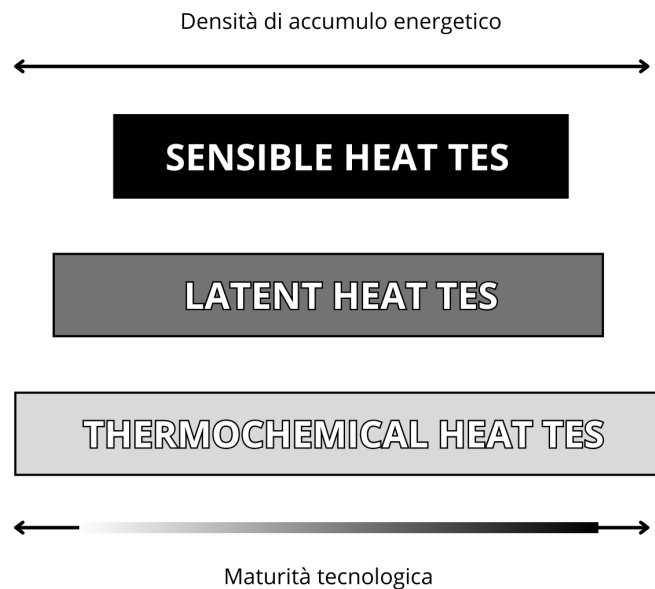 Densità di accumulo energetico
SENSIBLE HEAT TES
LATENT HEAT TES
THERMOCHEMICAL HEAT TES
Maturità tecnologica